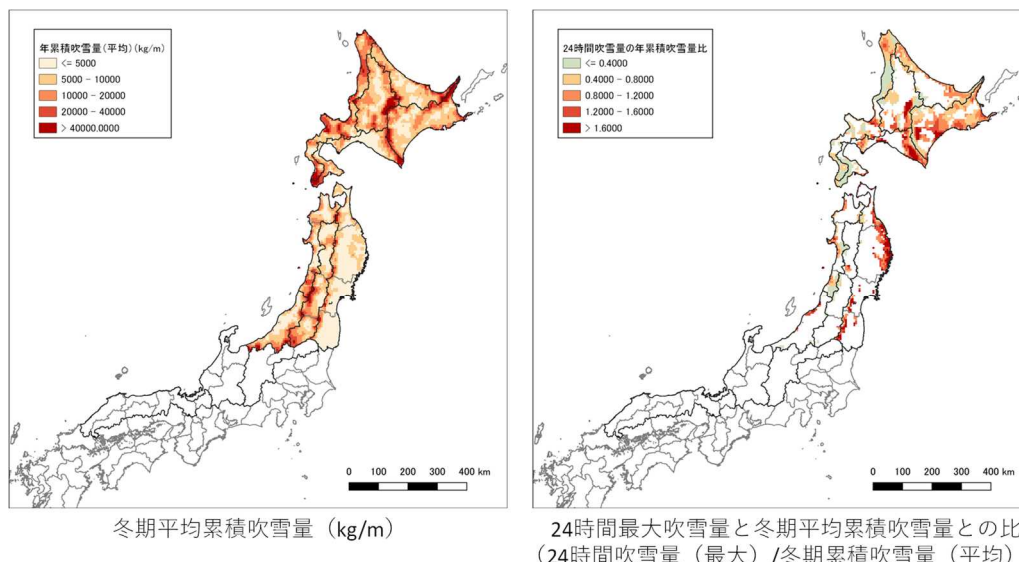 年累積吹雪量(平均)(kg/m)
<= 5000
5000 - 10000
10000 - 20000
20000 - 40000
> 40000.0000
0 100 200 300 400 km
冬期平均累積吹雪量（kg/m）
24時間吹雪量の年累積吹雪量比
<= 0.4000
0.4000 - 0.8000
0.8000 - 1.2000
1.2000 - 1.6000
> 1.6000
0 100 200 300 400 km
24時間最大吹雪量と冬期平均累積吹雪量との比
（24時間吹雪量（最大）/冬期累積吹雪量（平均）